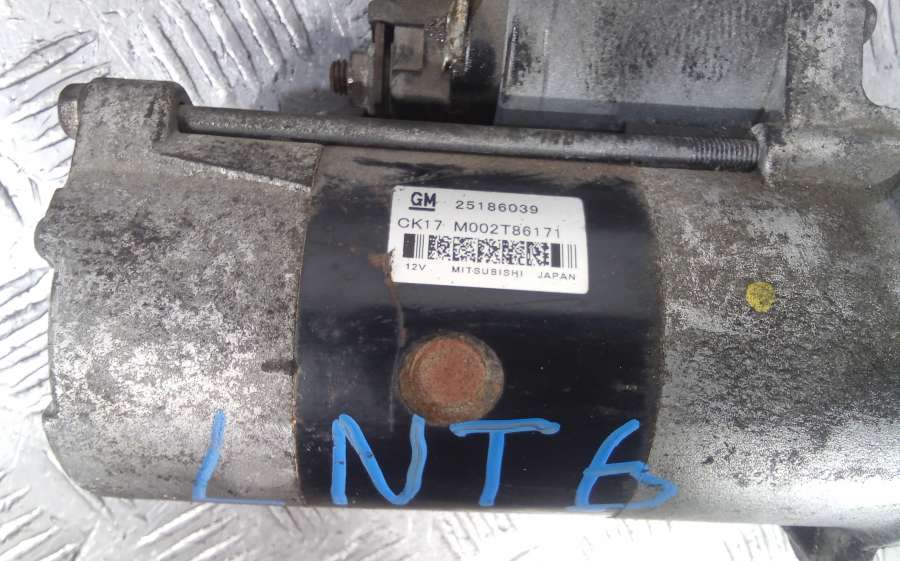 GM 25186039
CK17 M002T86171
12V MITSUBISHI JAPAN
LNT6